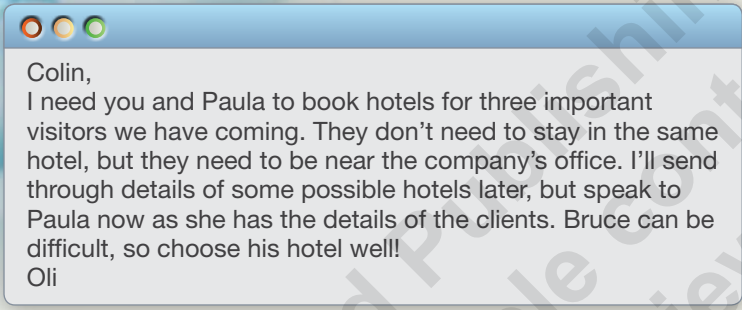 Colin,
I need you and Paula to book hotels for three important
visitors we have coming. They don’t need to stay in the same
hotel, but they need to be near the company’s office. I’ll send
through details of some possible hotels later, but speak to
Paula now as she has the details of the clients. Bruce can be
difficult, so choose his hotel well!
Oli